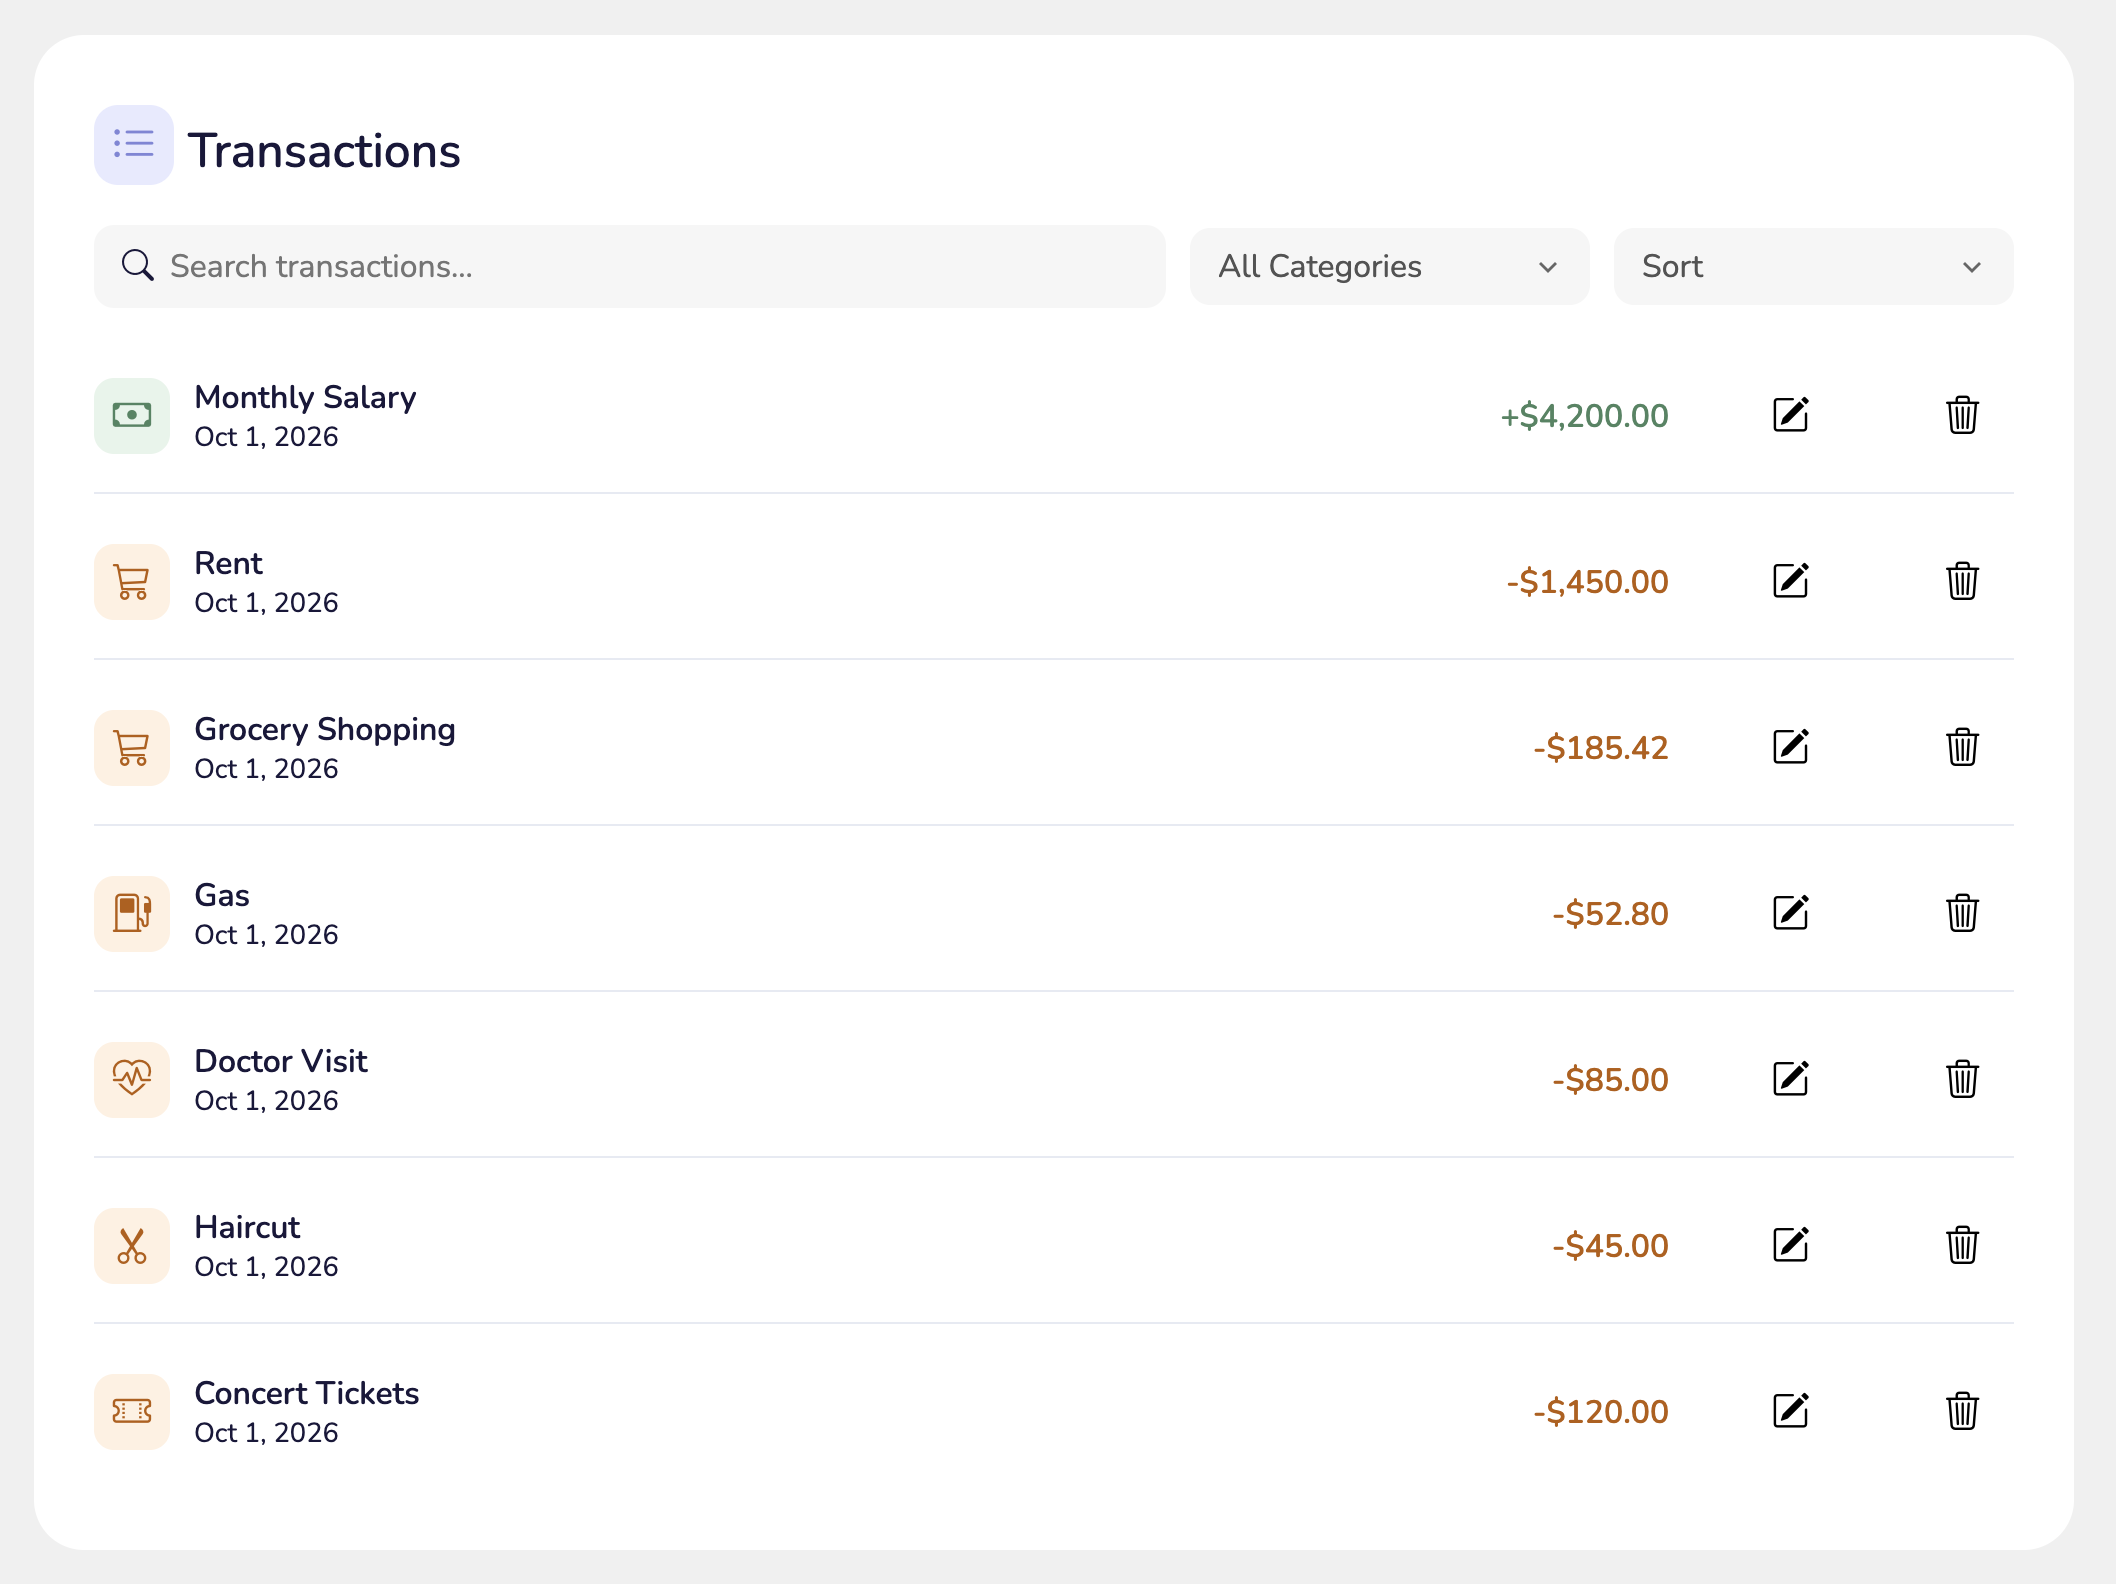 Transactions
Search transactions...
All Categories
Sort
Monthly Salary
Oct 1, 2026
+$4,200.00
Rent
Oct 1, 2026
-$1,450.00
Grocery Shopping
Oct 1, 2026
-$185.42
Gas
Oct 1, 2026
-$52.80
Doctor Visit
Oct 1, 2026
-$85.00
Haircut
Oct 1, 2026
-$45.00
Concert Tickets
Oct 1, 2026
-$120.00